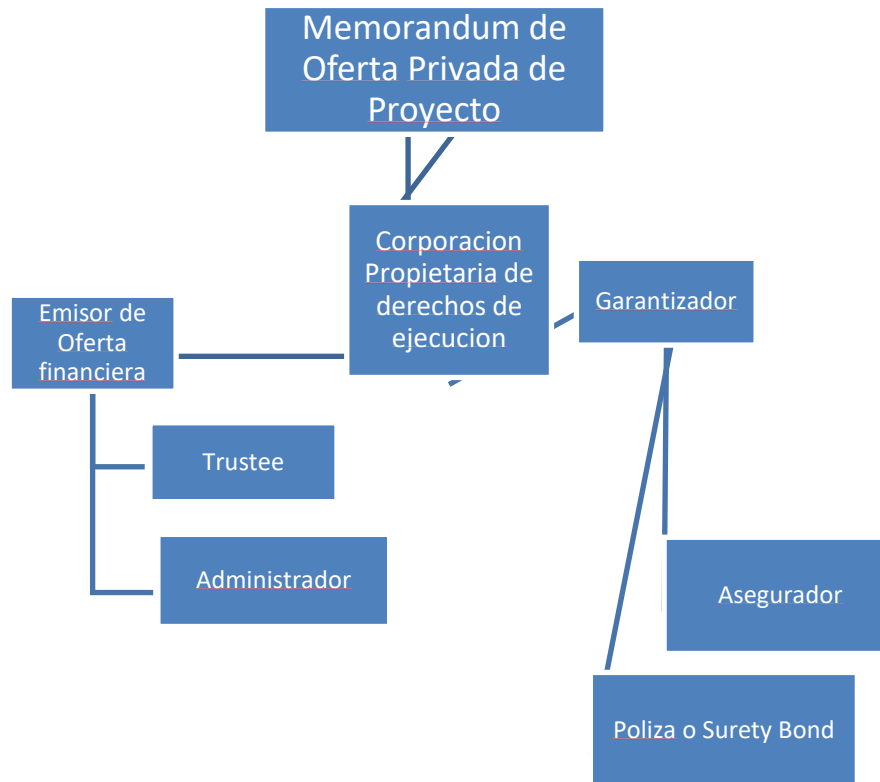 Memorandum de
Oferta Privada de
Proyecto
Corporacion
Propietaria de
derechos de
ejecucion
Garantizador
Emisor de
Oferta
financiera
Trustee
Administrador
Asegurador
Poliza o Surety Bond